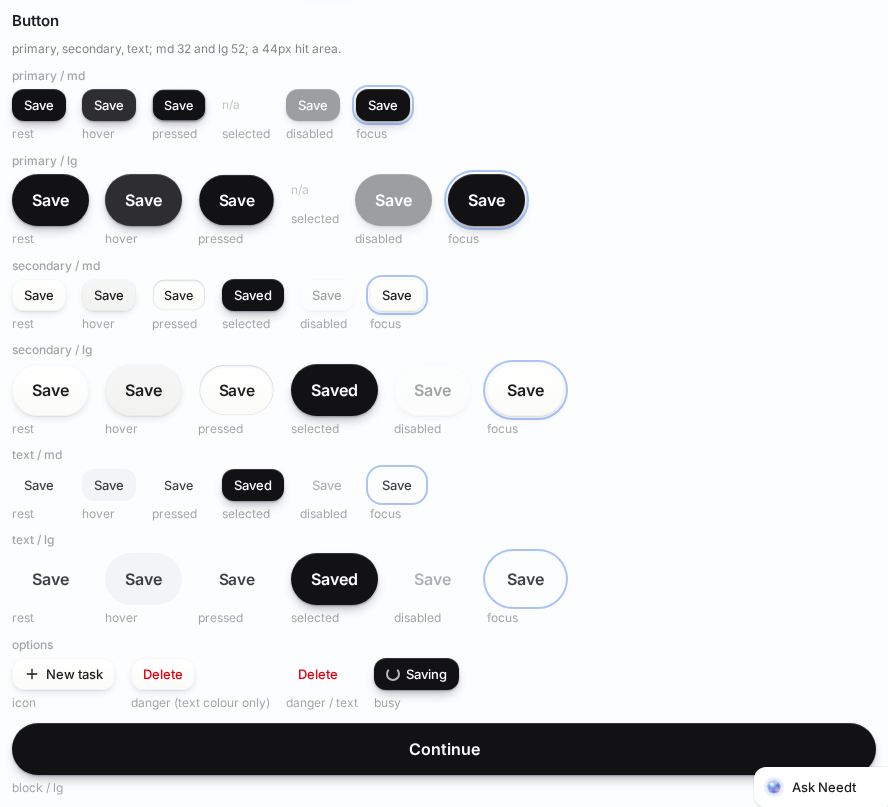 Button
primary, secondary, text; md 32 and lg 52; a 44px hit area.
primary / md
Save Save Save n/a Save Save
rest hover pressed selected disabled focus
primary / lg
Save Save Save n/a Save Save
selected
rest hover pressed disabled focus
secondary / md
Save Save Save Saved Save Save
rest hover pressed selected disabled focus
secondary / lg
Save Save Save Saved Save Save
rest hover pressed selected disabled focus
text / md
Save Save Save Saved Save Save
rest hover pressed selected disabled focus
text / lg
Save Save Save Saved Save Save
rest hover pressed selected disabled focus
options
New task Delete Delete Saving
icon danger (text colour only) danger / text busy
Continue
block / lg
Ask Needt